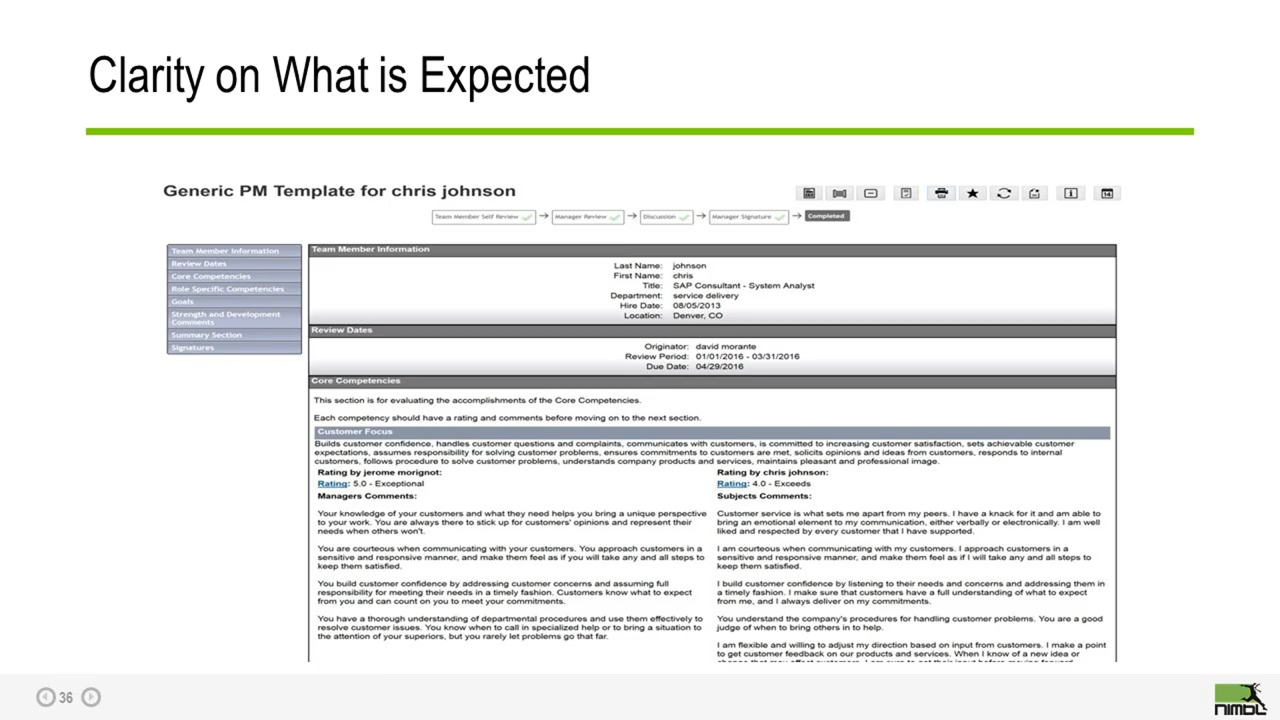 Clarity on What is Expected
Generic PM Template for chris johnson
Team Member Self Review
Manager Review
Discussion
Manager Signature
Completed
Team Member Information
Review Dates
Core Competencies
Role Specific Competencies
Goals
Strength and Development
Comments
Summary Section
Signatures
Team Member Information
Last Name: johnson
First Name: chris
Title: SAP Consultant - System Analyst
Department: service delivery
Hire Date: 08/05/2013
Location: Denver, CO
Review Dates
Originator: david morante
Review Period: 01/01/2016 - 03/31/2016
Due Date: 04/29/2016
Core Competencies
This section is for evaluating the accomplishments of the Core Competencies.
Each competency should have a rating and comments before moving on to the next section.
Customer Focus
Builds customer confidence, handles customer questions and complaints, communicates with customers, is committed to increasing customer satisfaction, sets achievable customer
expectations, assumes responsibility for solving customer problems, ensures commitments to customers are met, solicits opinions and ideas from customers, responds to internal
customers, follows procedure to solve customer problems, understands company products and services, maintains pleasant and professional image.
Rating by jerome morignot:
Rating: 5.0 - Exceptional
Managers Comments:
Your knowledge of your customers and what they need helps you bring a unique perspective
to your work. You are always there to stick up for customers' opinions and represent their
needs when others won't.
You are courteous when communicating with your customers. You approach customers in a
sensitive and responsive manner, and make them feel as if you will take any and all steps to
keep them satisfied.
You build customer confidence by addressing customer concerns and assuming full
responsibility for meeting their needs in a timely fashion. Customers know what to expect
from you and can count on you to meet your commitments.
You have a thorough understanding of departmental procedures and use them effectively to
resolve customer issues. You know when to call in specialized help or to bring a situation to
the attention of your superiors, but you rarely let problems go that far.
Rating by chris johnson:
Rating: 4.0 - Exceeds
Subjects Comments:
Customer service is what sets me apart from my peers. I have a knack for it and am able to
bring an emotional element to my communication, either verbally or electronically. I am well
liked and respected by every customer that I have supported.
I am courteous when communicating with my customers. I approach customers in a
sensitive and responsive manner, and make them feel as if I will take any and all steps to
keep them satisfied.
I build customer confidence by listening to their needs and concerns and addressing them in
a timely fashion. I make sure that customers have a full understanding of what to expect
from me, and I always deliver on my commitments.
You understand the company's procedures for handling customer problems. You are a good
judge of when to bring others in to help.
I am flexible and willing to adjust my direction based on input from customers. I make a point
to get customer feedback on our products and services. When I know of a new idea or
36
nimbl